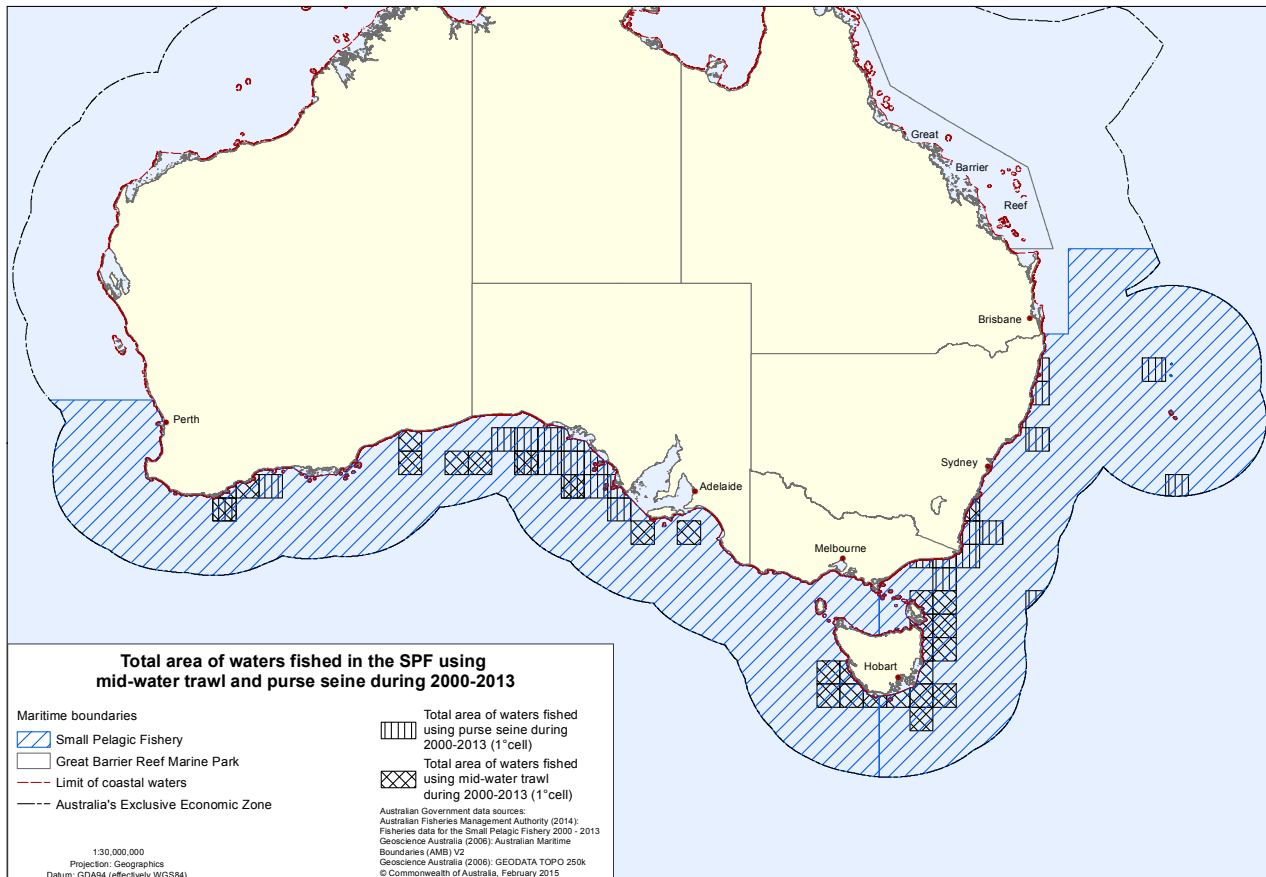 Great
Barrier
Reef
Brisbane
Perth
Sydney
Adelaide
Melbourne
Hobart
Total area of waters fished in the SPF using
mid-water trawl and purse seine during 2000-2013
Maritime boundaries
Small Pelagic Fishery
Great Barrier Reef Marine Park
Limit of coastal waters
Australia's Exclusive Economic Zone
1:30,000,000
Projection: Geographics
Datum: GDA94 (effectively WGS84)
Total area of waters fished
using purse seine during
2000-2013 (1°cell)
Total area of waters fished
using mid-water trawl
during 2000-2013 (1°cell)
Australian Government data sources:
Australian Fisheries Management Authority (2014):
Fisheries data for the Small Pelagic Fishery 2000 - 2013
Geoscience Australia (2006): Australian Maritime
Boundaries (AMB) V2
Geoscience Australia (2006): GEODATA TOPO 250k
© Commonwealth of Australia, February 2015